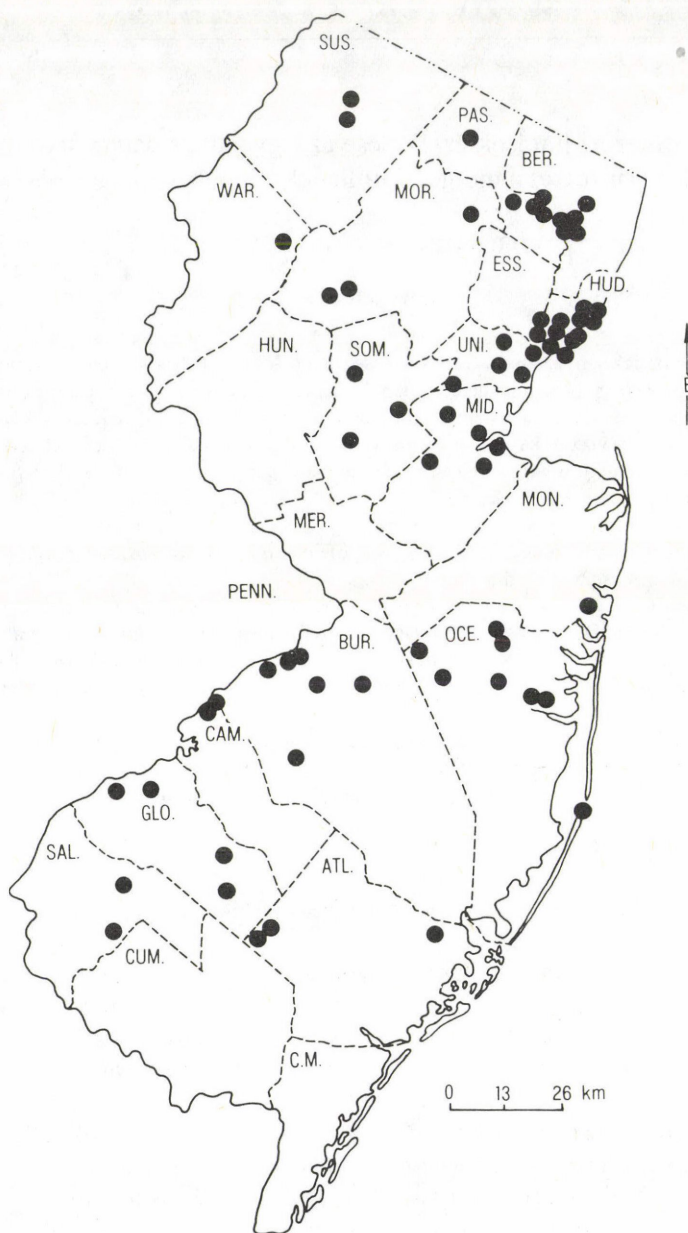 SUS.
PAS.
BER.
WAR.
MOR.
ESS.
HUD.
HUN.
SOM.
UNI.
MID.
MON.
MER.
PENN.
BUR.
OCE.
CAM.
GLO.
SAL.
ATL.
CUM.
C.M.
0 13 26 km